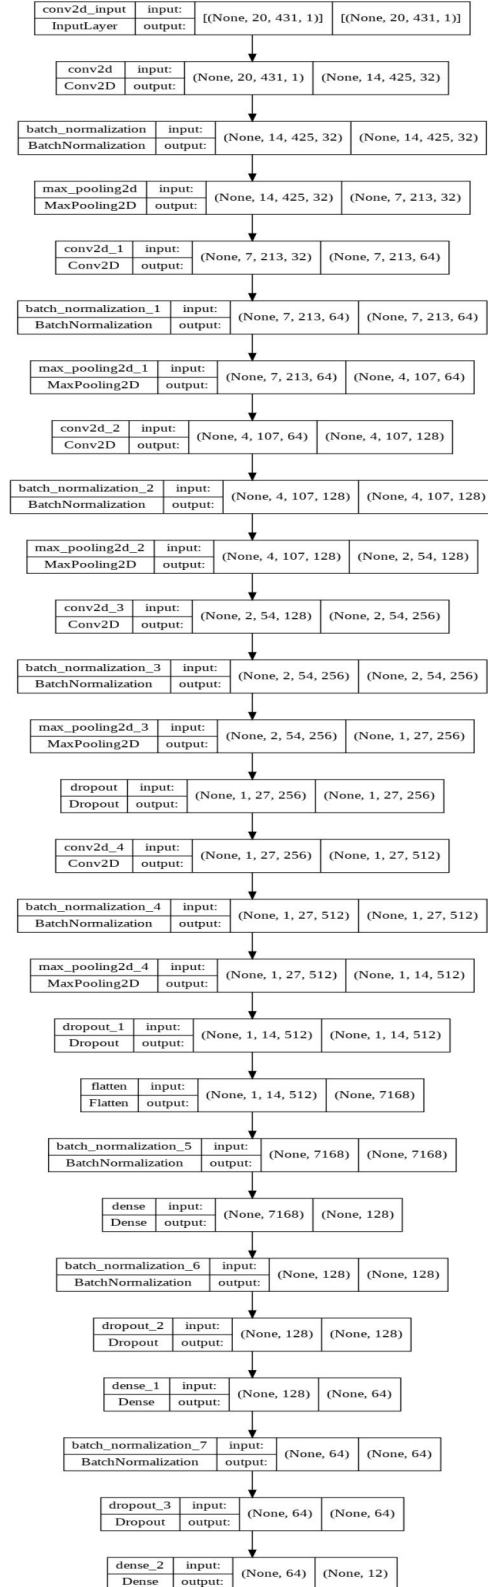 conv2d_input input: [(None, 20, 431, 1)] [(None, 20, 431, 1)]
InputLayer output:
conv2d input: (None, 20, 431, 1) (None, 14, 425, 32)
Conv2D output:
batch_normalization input: (None, 14, 425, 32) (None, 14, 425, 32)
BatchNormalization output:
max_pooling2d input: (None, 14, 425, 32) (None, 7, 213, 32)
MaxPooling2D output:
conv2d_1 input: (None, 7, 213, 32) (None, 7, 213, 64)
Conv2D output:
batch_normalization_1 input: (None, 7, 213, 64) (None, 7, 213, 64)
BatchNormalization output:
max_pooling2d_1 input: (None, 7, 213, 64) (None, 4, 107, 64)
MaxPooling2D output:
conv2d_2 input: (None, 4, 107, 64) (None, 4, 107, 128)
Conv2D output:
batch_normalization_2 input: (None, 4, 107, 128) (None, 4, 107, 128)
BatchNormalization output:
max_pooling2d_2 input: (None, 4, 107, 128) (None, 2, 54, 128)
MaxPooling2D output:
conv2d_3 input: (None, 2, 54, 128) (None, 2, 54, 256)
Conv2D output:
batch_normalization_3 input: (None, 2, 54, 256) (None, 2, 54, 256)
BatchNormalization output:
max_pooling2d_3 input: (None, 2, 54, 256) (None, 1, 27, 256)
MaxPooling2D output:
dropout input: (None, 1, 27, 256) (None, 1, 27, 256)
Dropout output:
conv2d_4 input: (None, 1, 27, 256) (None, 1, 27, 512)
Conv2D output:
batch_normalization_4 input: (None, 1, 27, 512) (None, 1, 27, 512)
BatchNormalization output:
max_pooling2d_4 input: (None, 1, 27, 512) (None, 1, 14, 512)
MaxPooling2D output:
dropout_1 input: (None, 1, 14, 512) (None, 1, 14, 512)
Dropout output:
flatten input: (None, 1, 14, 512) (None, 7168)
Flatten output:
batch_normalization_5 input: (None, 7168) (None, 7168)
BatchNormalization output:
dense input: (None, 7168) (None, 128)
Dense output:
batch_normalization_6 input: (None, 128) (None, 128)
BatchNormalization output:
dropout_2 input: (None, 128) (None, 128)
Dropout output:
dense_1 input: (None, 128) (None, 64)
Dense output:
batch_normalization_7 input: (None, 64) (None, 64)
BatchNormalization output:
dropout_3 input: (None, 64) (None, 64)
Dropout output:
dense_2 input: (None, 64) (None, 12)
Dense output: